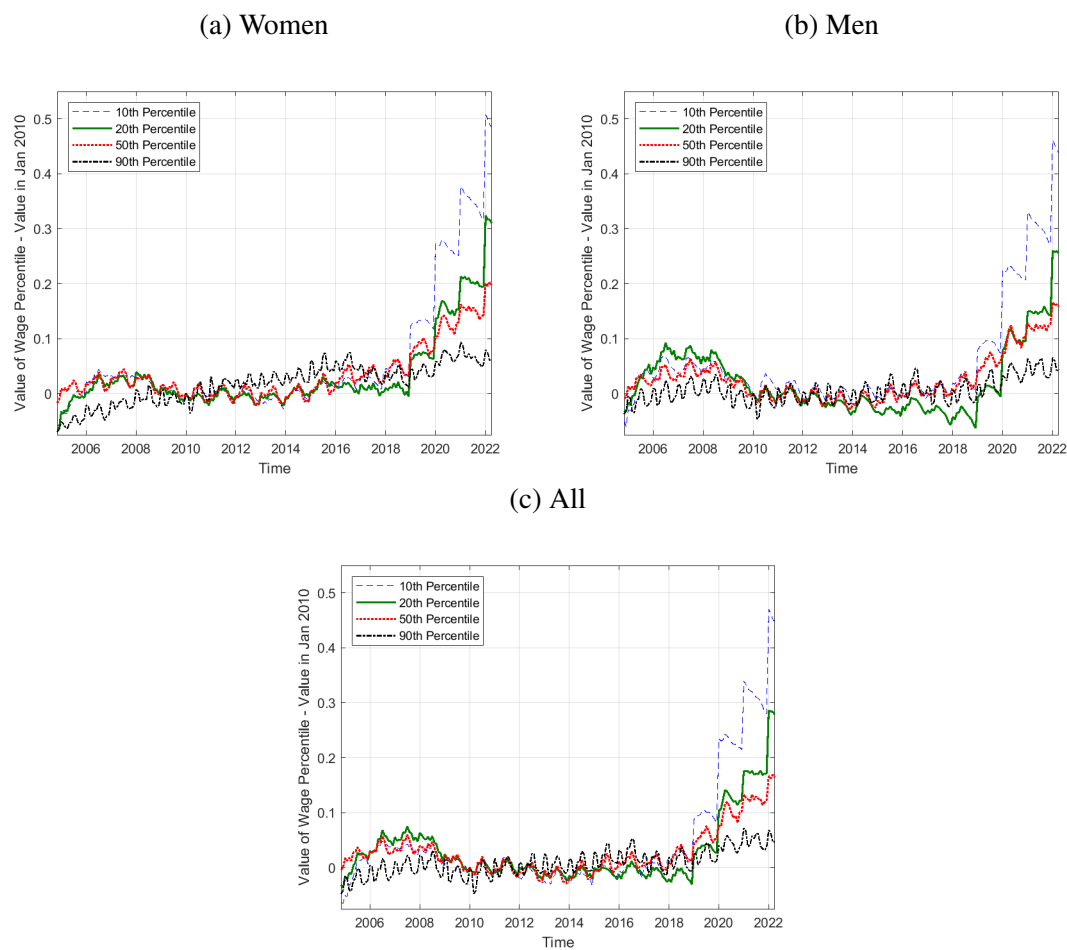 (a) Women
Value of Wage Percentile - Value in Jan 2010
0.5
0.4
0.3
0.2
0.1
0
10th Percentile
20th Percentile
50th Percentile
90th Percentile
2006 2008 2010 2012 2014 2016 2018 2020 2022
Time
(b) Men
Value of Wage Percentile - Value in Jan 2010
0.5
0.4
0.3
0.2
0.1
0
10th Percentile
20th Percentile
50th Percentile
90th Percentile
2006 2008 2010 2012 2014 2016 2018 2020 2022
Time
(c) All
Value of Wage Percentile - Value in Jan 2010
0.5
0.4
0.3
0.2
0.1
0
10th Percentile
20th Percentile
50th Percentile
90th Percentile
2006 2008 2010 2012 2014 2016 2018 2020 2022
Time